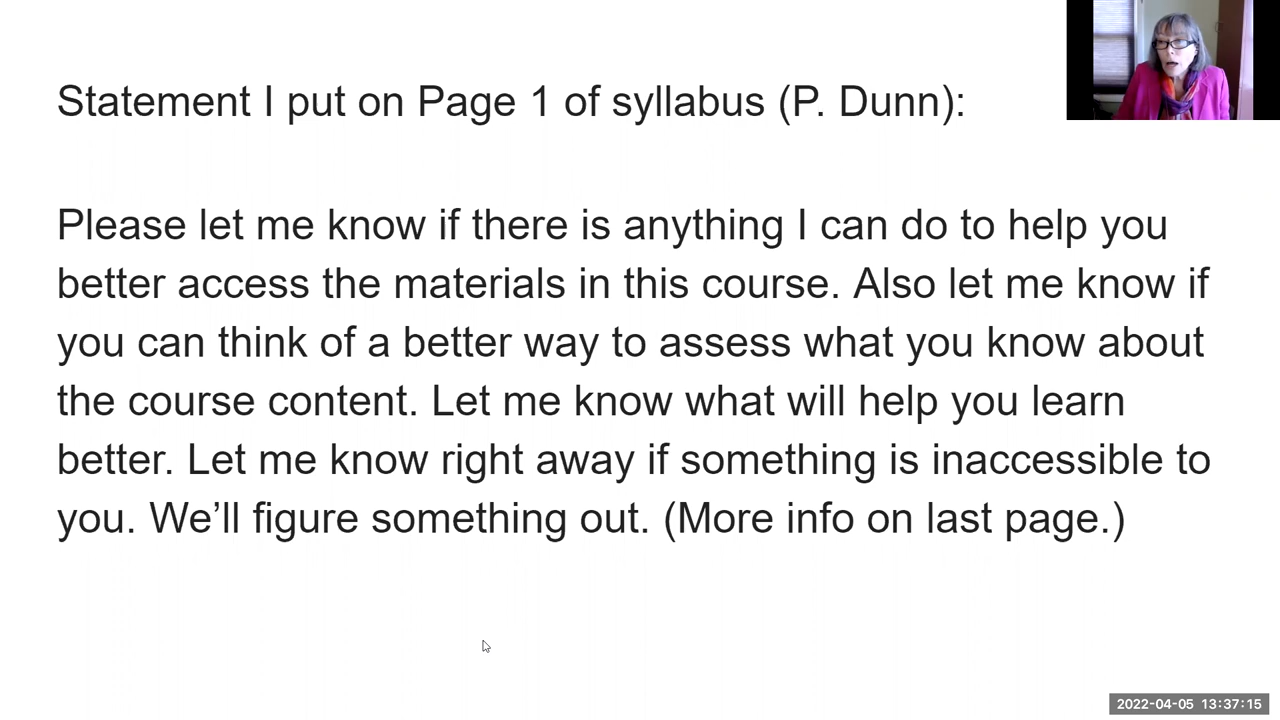 Statement I put on Page 1 of syllabus (P. Dunn):
Please let me know if there is anything I can do to help you
better access the materials in this course. Also let me know if
you can think of a better way to assess what you know about
the course content. Let me know what will help you learn
better. Let me know right away if something is inaccessible to
you. We’ll figure something out. (More info on last page.)
2022-04-05 13:37:15